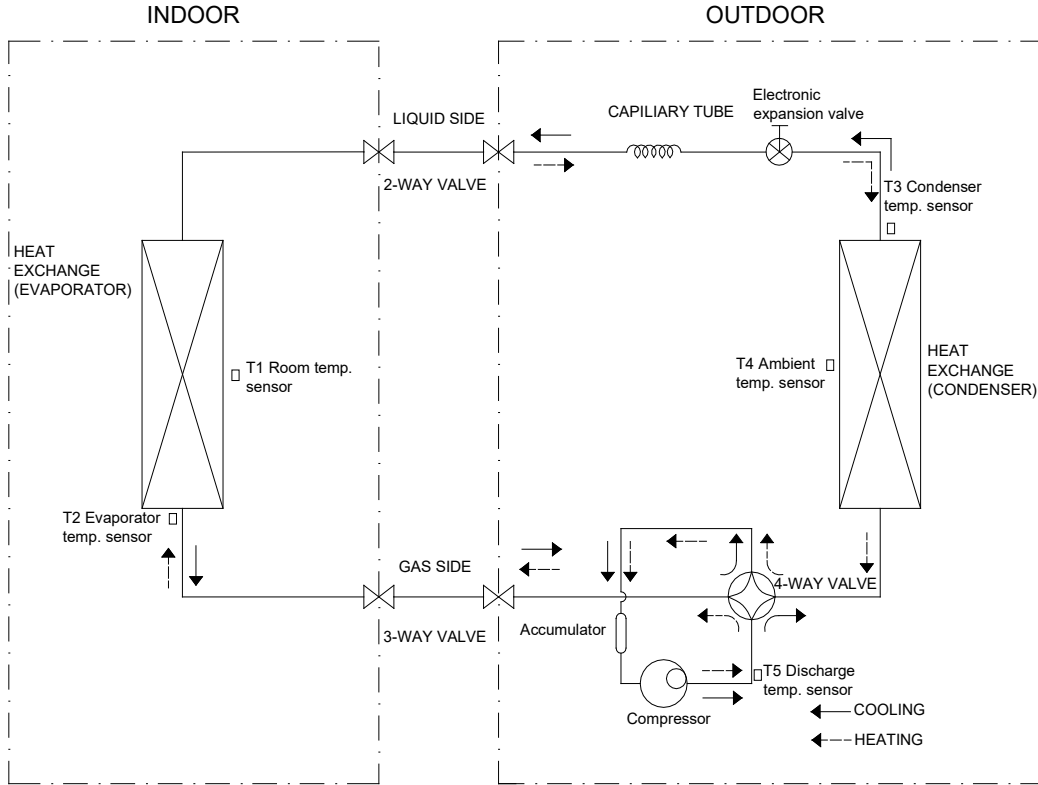 INDOOR
OUTDOOR
LIQUID SIDE
2-WAY VALVE
CAPILIARY TUBE
Electronic
expansion valve
T3 Condenser
temp. sensor
HEAT
EXCHANGE
(EVAPORATOR)
T1 Room temp.
sensor
T4 Ambient
temp. sensor
HEAT
EXCHANGE
(CONDENSER)
T2 Evaporator
temp. sensor
GAS SIDE
3-WAY VALVE
4-WAY VALVE
Accumulator
Compressor
T5 Discharge
temp. sensor
COOLING
HEATING